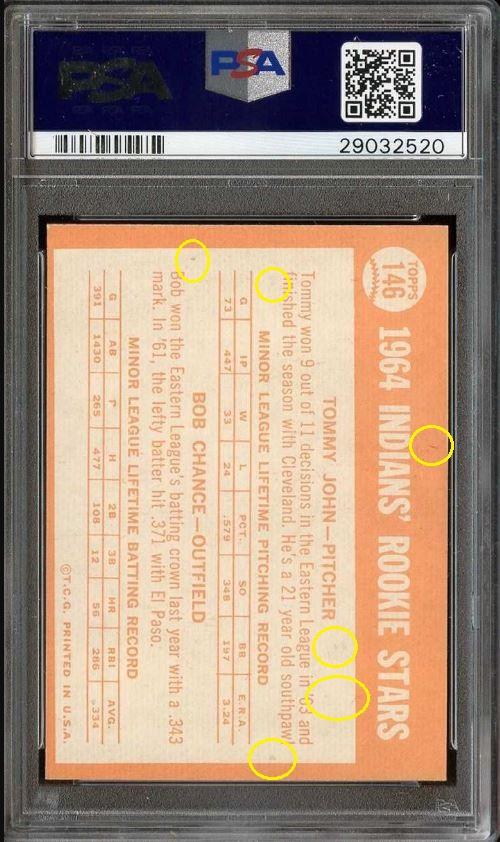 PSA
PSA
29032520
TOPPS
146
1964 INDIANS' ROOKIE STARS
TOMMY JOHN—PITCHER
Tommy won 9 out of 11 decisions in the Eastern League in '63 and
finished the season with Cleveland. He's a 21 year old southpaw.
MINOR LEAGUE LIFETIME PITCHING RECORD
G IP W L PCT. SO BB E.R.A.
73 447 33 24 .579 348 197 3.24
BOB CHANCE—OUTFIELD
Bob won the Eastern League's batting crown last year with a .343
mark. In '61, the lefty batter hit .371 with El Paso.
MINOR LEAGUE LIFETIME BATTING RECORD
G AB H 2B 3B HR RBI AVG.
391 1430 265 477 108 12 56 286 .334
©T.C.G. PRINTED IN U.S.A.